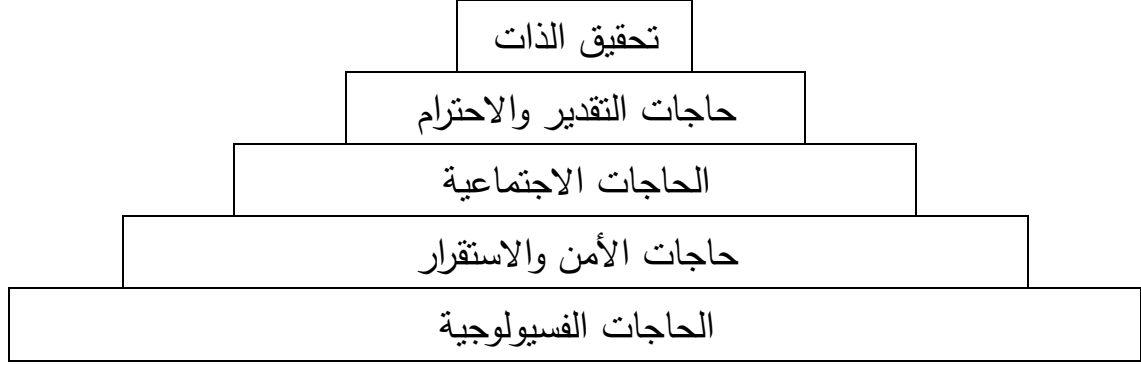 تحقيق الذات
حاجات التقدير والاحترام
الحاجات الاجتماعية
حاجات الأمن والاستقرار
الحاجات الفسيولوجية